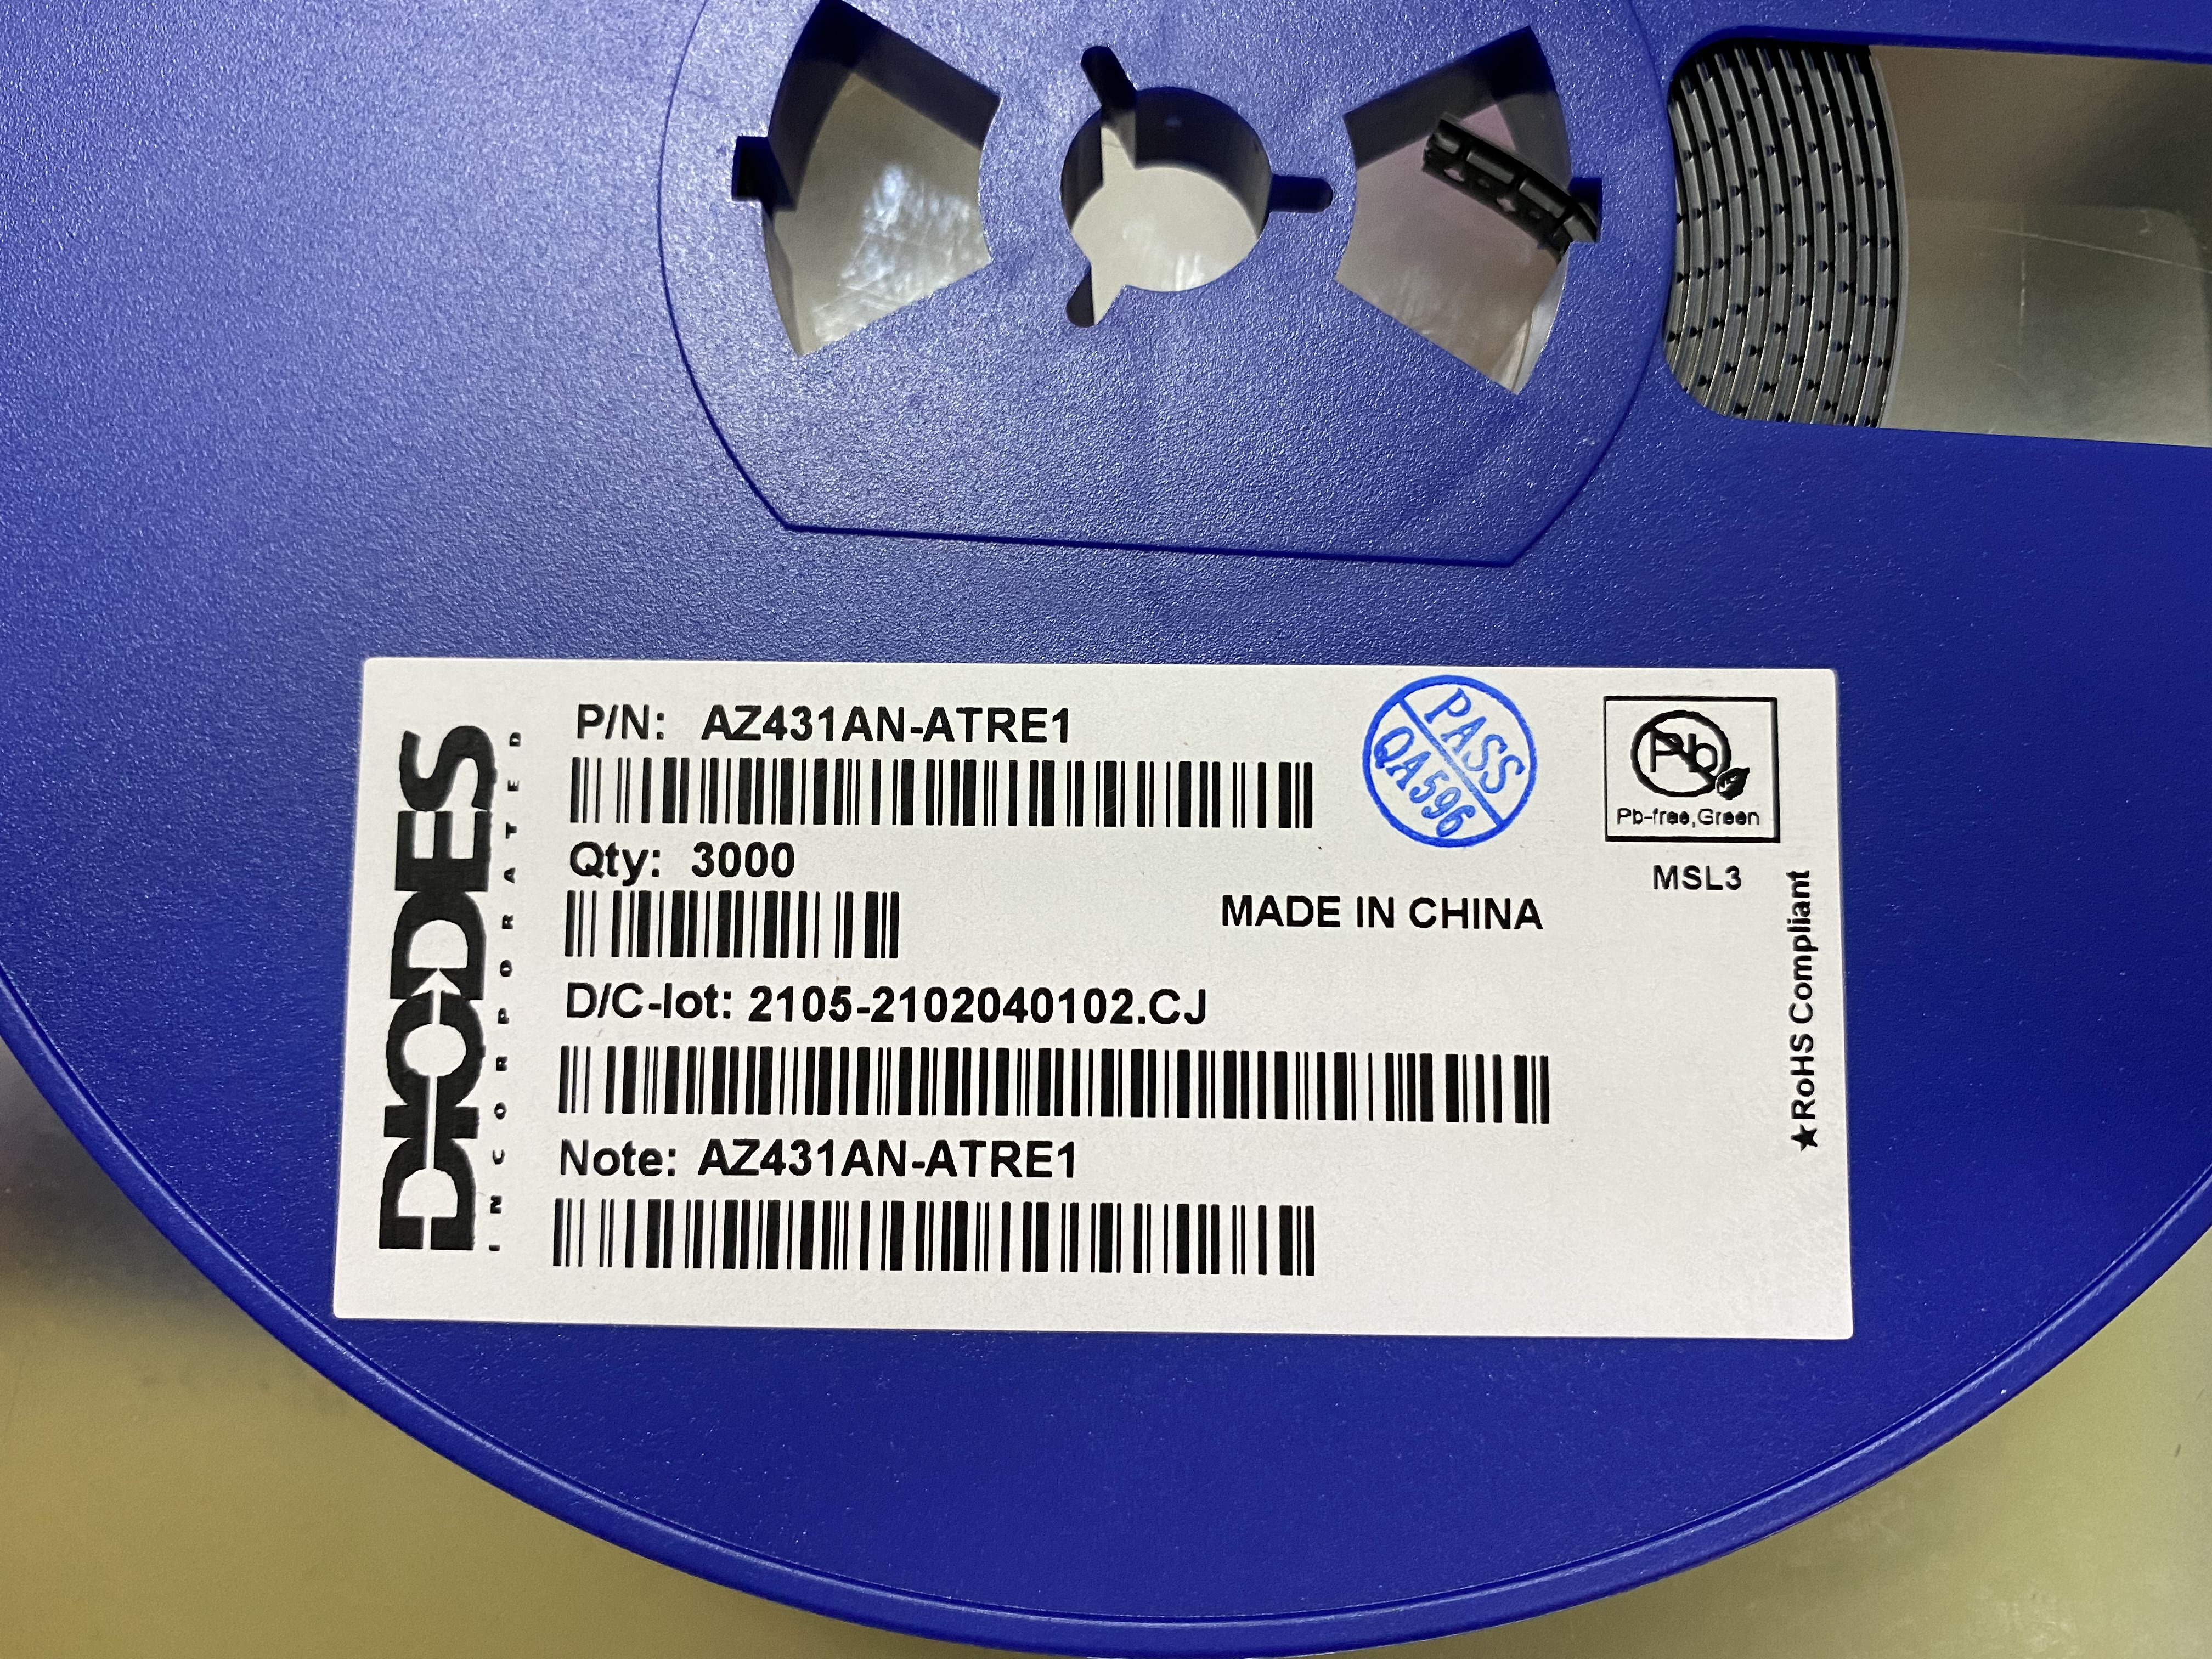 DIODES
INCORPORATED
P/N: AZ431AN-ATRE1
Qty: 3000
D/C-lot: 2105-2102040102.CJ
Note: AZ431AN-ATRE1
PASS
QA596
MADE IN CHINA
Pb
Pb-free,Green
MSL3
★RoHS Compliant